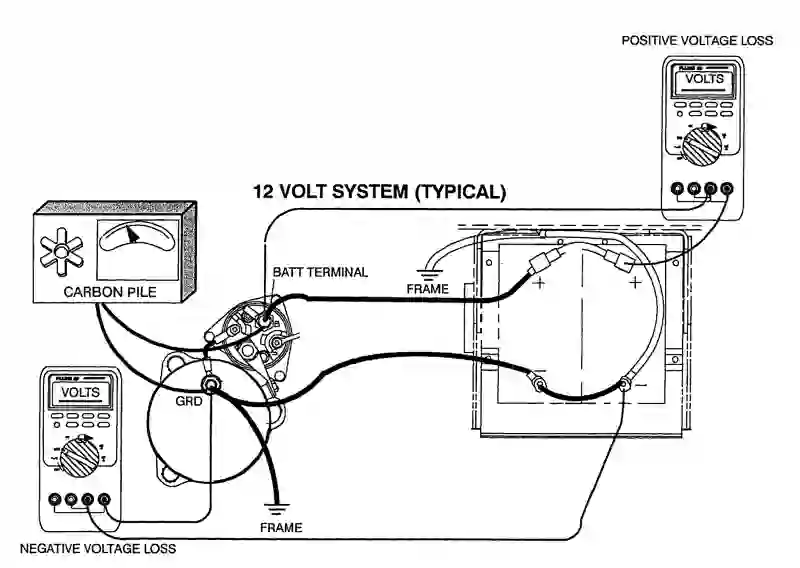 POSITIVE VOLTAGE LOSS
VOLTS
12 VOLT SYSTEM (TYPICAL)
BATT TERMINAL
FRAME
CARBON PILE
+ +
VOLTS
GRD
- -
FRAME
NEGATIVE VOLTAGE LOSS